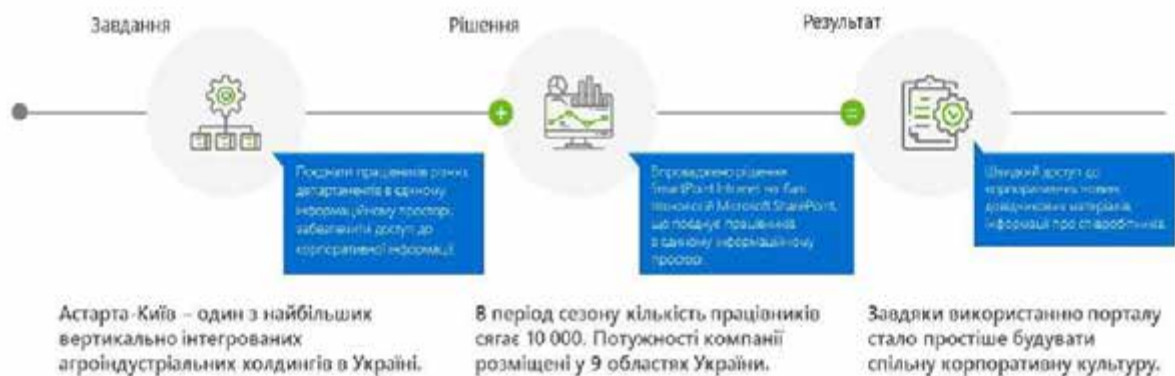 Завдання
Рішення
Результат
Поєднати працівників різних
департаментів в єдиному
інформаційному просторі,
забезпечити доступ до
корпоративної інформації.
Впроваджено рішення
SmartPoint Intranet на базі
технології Microsoft SharePoint,
що поєднує працівників
в єдиному інформаційному
просторі.
Швидкий доступ до
корпоративних новин,
довідникових матеріалів,
інформації про співробітників.
Астарта-Київ – один з найбільших
вертикально інтегрованих
агроіндустріальних холдингів в Україні.
В період сезону кількість працівників
сягає 10 000. Потужності компанії
розміщені у 9 областях України.
Завдяки використанню порталу
стало простіше будувати
спільну корпоративну культуру.